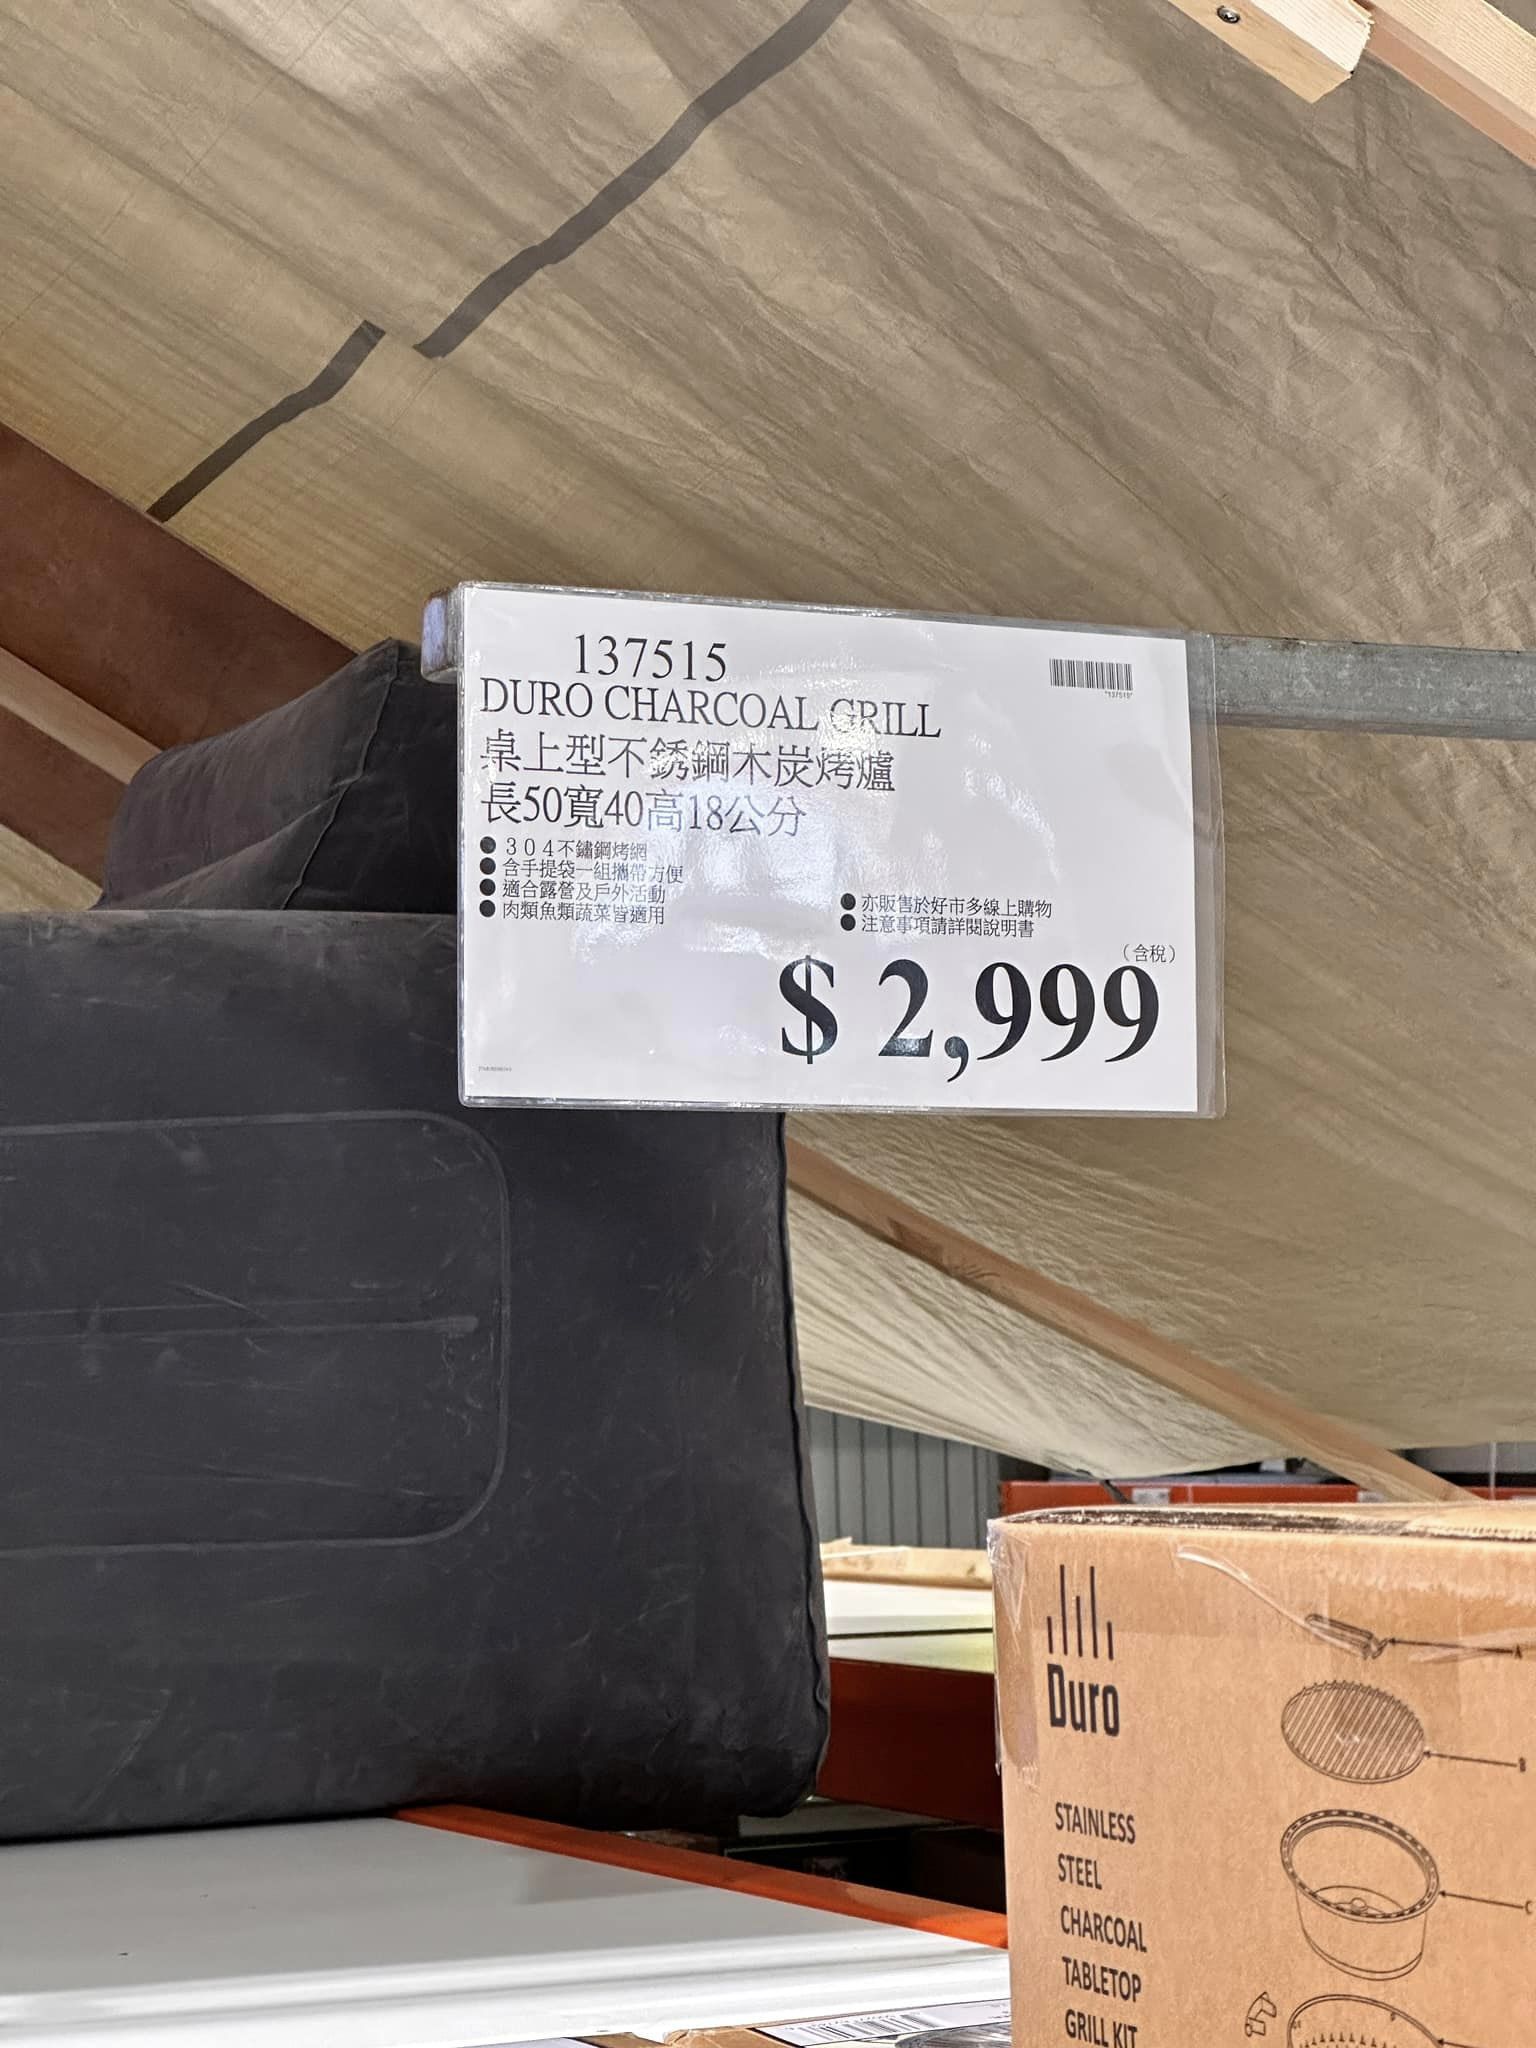 137515
*137515*
DURO CHARCOAL GRILL
桌上型不銹鋼木炭烤爐
長50寬40高18公分
● 304不鏽鋼烤網
● 含手提袋一組攜帶方便
● 適合露營及戶外活動
● 肉類魚類蔬菜皆適用
● 亦販售於好市多線上購物
● 注意事項請詳閱說明書
(含稅)
$ 2,999
Duro
STAINLESS
STEEL
CHARCOAL
TABLETOP
GRILL KIT
A
B
C